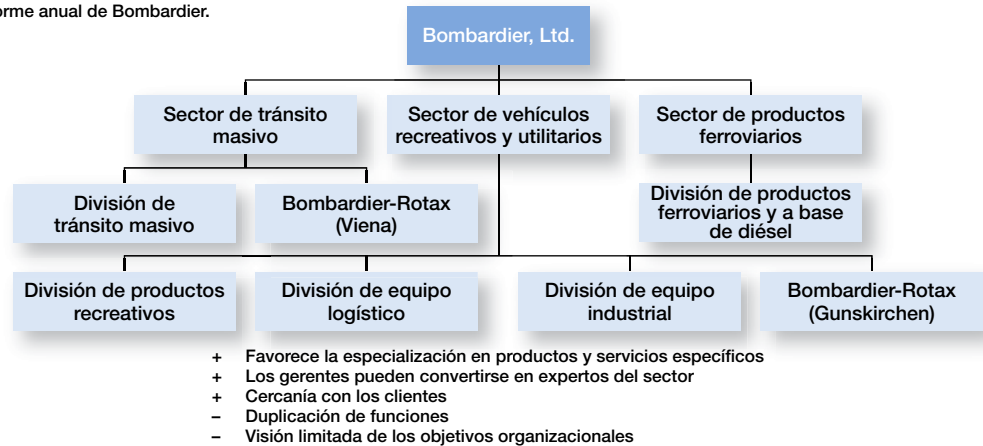 anual de Bombardier.
Bombardier, Ltd.
Sector de tránsito
masivo
Sector de vehículos
recreativos y utilitarios
Sector de productos
ferroviarios
División de
tránsito masivo
Bombardier-Rotax
(Viena)
División de productos
ferroviarios y a base
de diésel
División de productos
recreativos
División de equipo
logístico
División de equipo
industrial
Bombardier-Rotax
(Gunskirchen)
+ Favorece la especialización en productos y servicios específicos
+ Los gerentes pueden convertirse en expertos del sector
+ Cercanía con los clientes
– Duplicación de funciones
– Visión limitada de los objetivos organizacionales